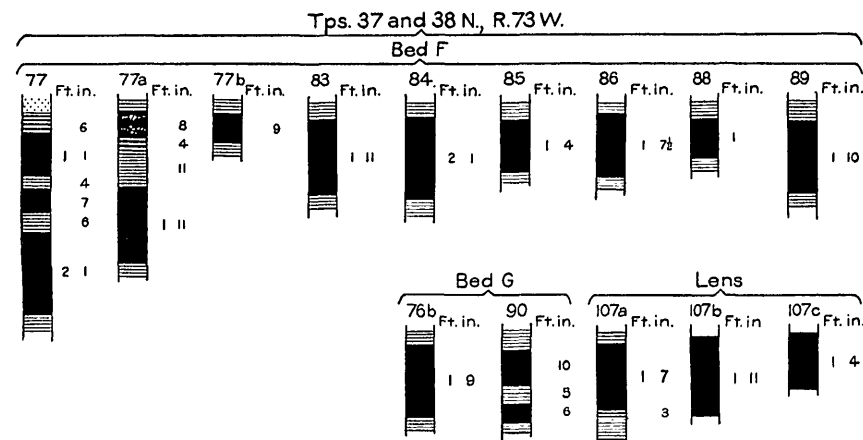 Tps. 37 and 38 N., R. 73 W.
Bed F
77 77a 77b 83 84 85 86 88 89
Ft. in. Ft. in. Ft. in. Ft. in. Ft. in. Ft. in. Ft. in. Ft. in. Ft. in.
6 8 9
4
1 1 11 1 11 2 1 1 4 1 7½ 1 1 10
4
7
6 1 11
2 1
Bed G Lens
76b 90 107a 107b 107c
Ft. in. Ft. in. Ft. in. Ft. in Ft. in.
10 1 4
1 9 1 7 1 11
5
6 3